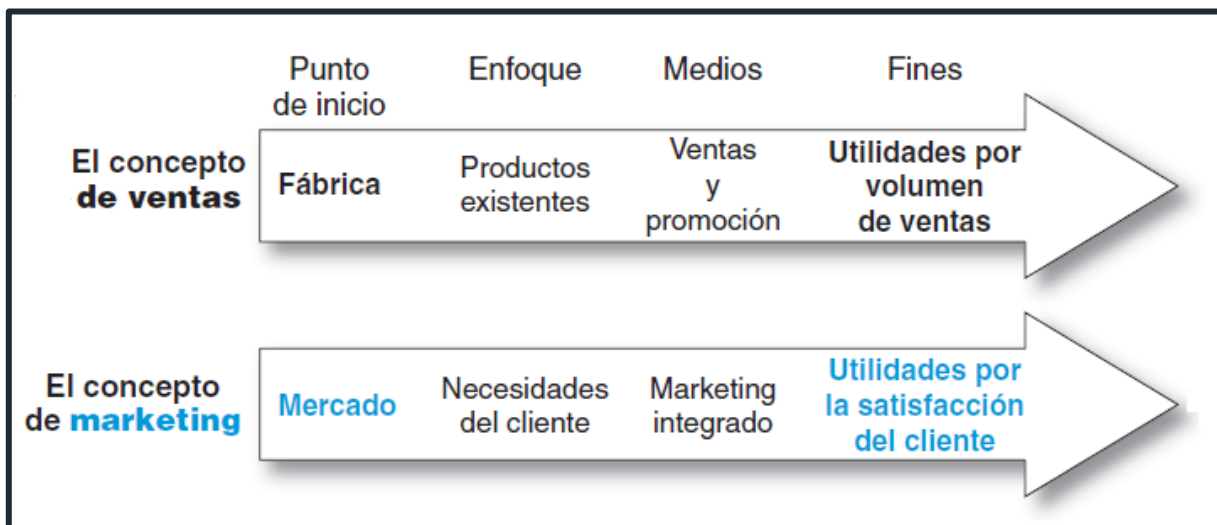 Punto
de inicio
Enfoque
Medios
Fines
El concepto
de ventas
Fábrica
Productos
existentes
Ventas
y
promoción
Utilidades por
volumen
de ventas
El concepto
de marketing
Mercado
Necesidades
del cliente
Marketing
integrado
Utilidades por
la satisfacción
del cliente